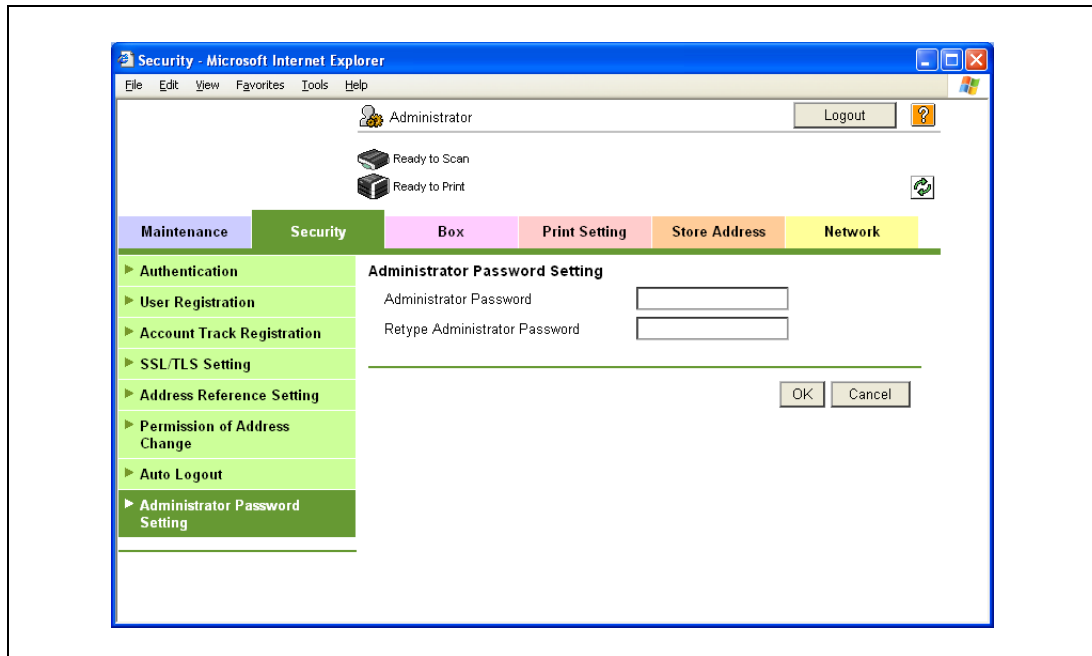 Security - Microsoft Internet Explorer
File Edit View Favorites Tools Help
Administrator
Logout
?
Ready to Scan
Ready to Print
Maintenance Security Box Print Setting Store Address Network
Authentication
User Registration
Account Track Registration
SSL/TLS Setting
Address Reference Setting
Permission of Address
Change
Auto Logout
Administrator Password
Setting
Administrator Password Setting
Administrator Password
Retype Administrator Password
OK Cancel